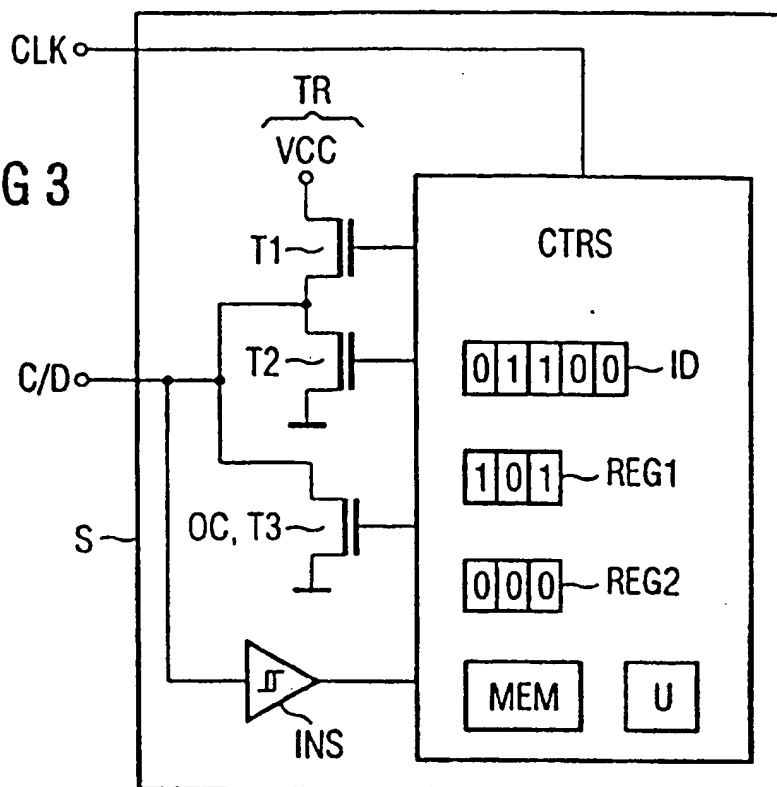 CLK
TR
VCC
G 3
T1
CTRS
T2
C/D
0 1 1 0 0
ID
1 0 1
REG1
OC, T3
S
0 0 0
REG2
MEM
U
INS